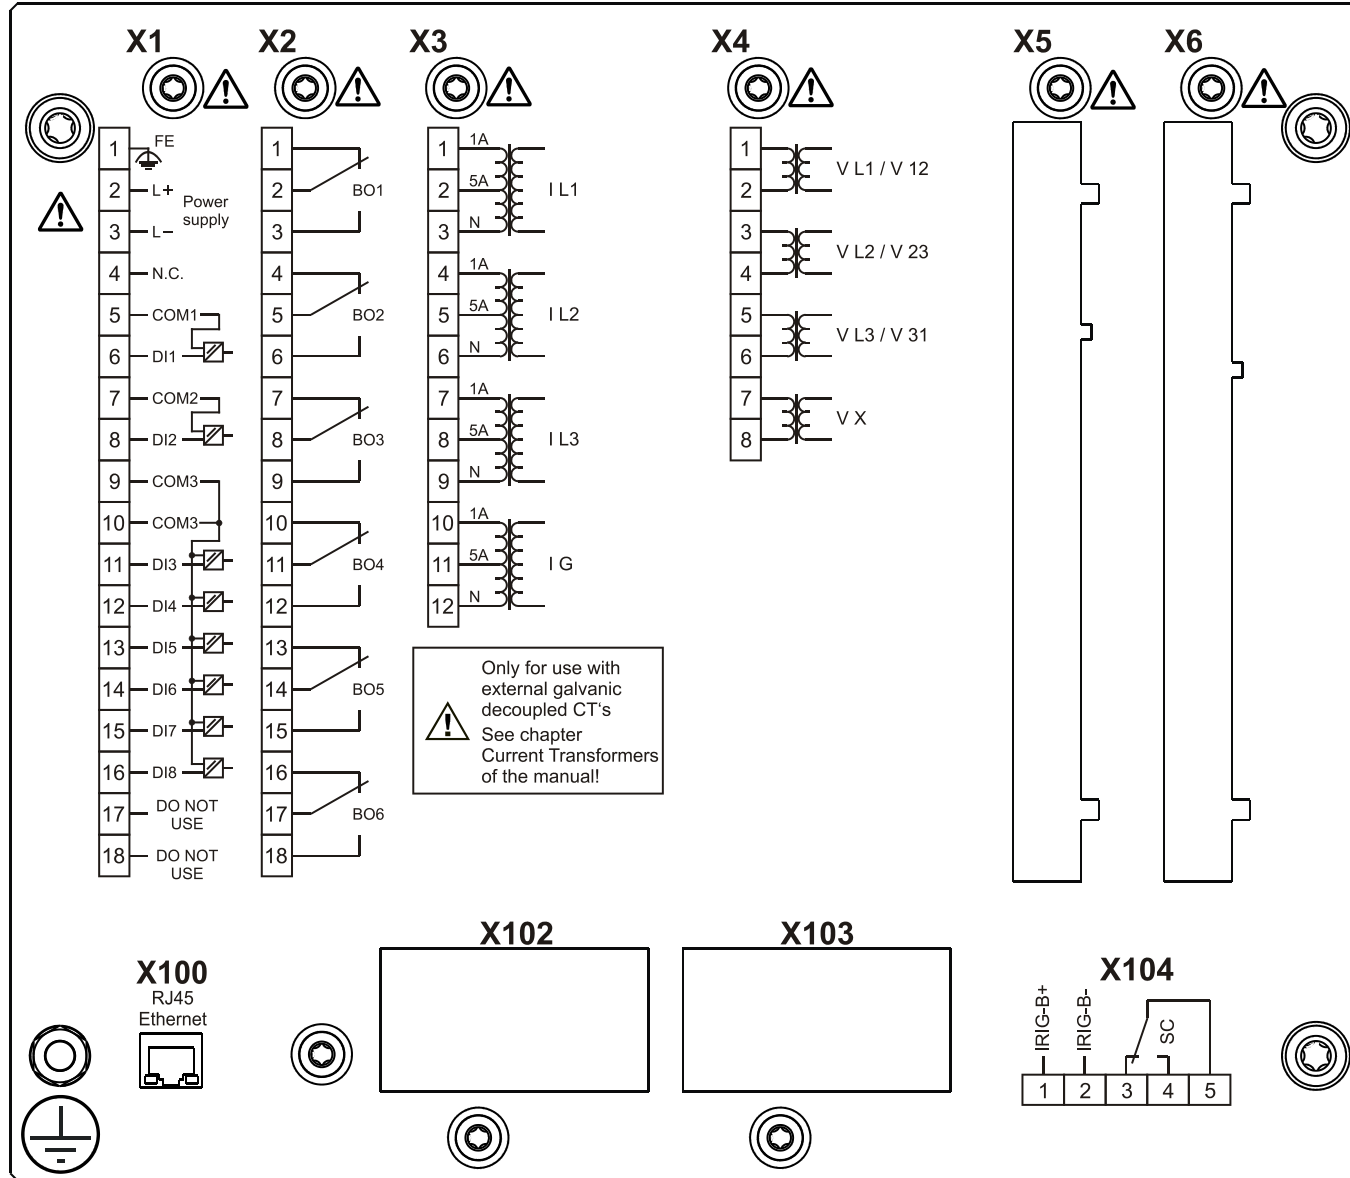 X1
X2
X3
X4
X5
X6
1 FE
2 L+
Power
supply
3 L–
4 N.C.
5 COM1
6 DI1
7 COM2
8 DI2
9 COM3
10 COM3
11 DI3
12 DI4
13 DI5
14 DI6
15 DI7
16 DI8
17 DO NOT
USE
18 DO NOT
USE
1
2 BO1
3
4
5 BO2
6
7
8 BO3
9
10
11 BO4
12
13
14 BO5
15
16
17 BO6
18
1 1A
2 5A I L1
3 N
4 1A
5 5A I L2
6 N
7 1A
8 5A I L3
9 N
10 1A
11 5A I G
12 N
Only for use with
external galvanic
decoupled CT‘s
See chapter
Current Transformers
of the manual!
1
V L1 / V 12
2
3
V L2 / V 23
4
5
V L3 / V 31
6
7
V X
8
X100
RJ45
Ethernet
X102
X103
X104
IRIG-B+
IRIG-B-
SC
1 2 3 4 5